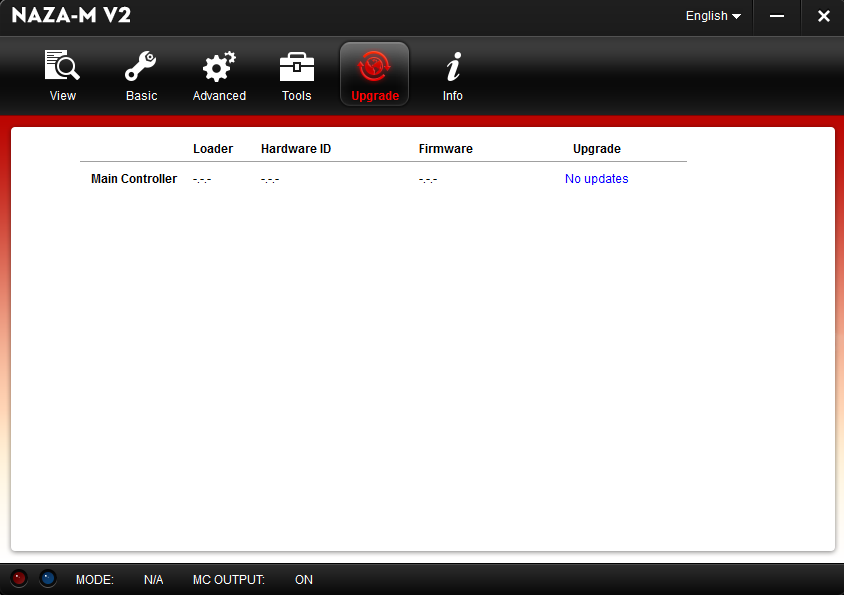 NAZA-M V2
English
View Basic Advanced Tools Upgrade Info
Loader Hardware ID Firmware Upgrade
Main Controller -.-.- -.-.- -.-.- No updates
MODE: N/A MC OUTPUT: ON